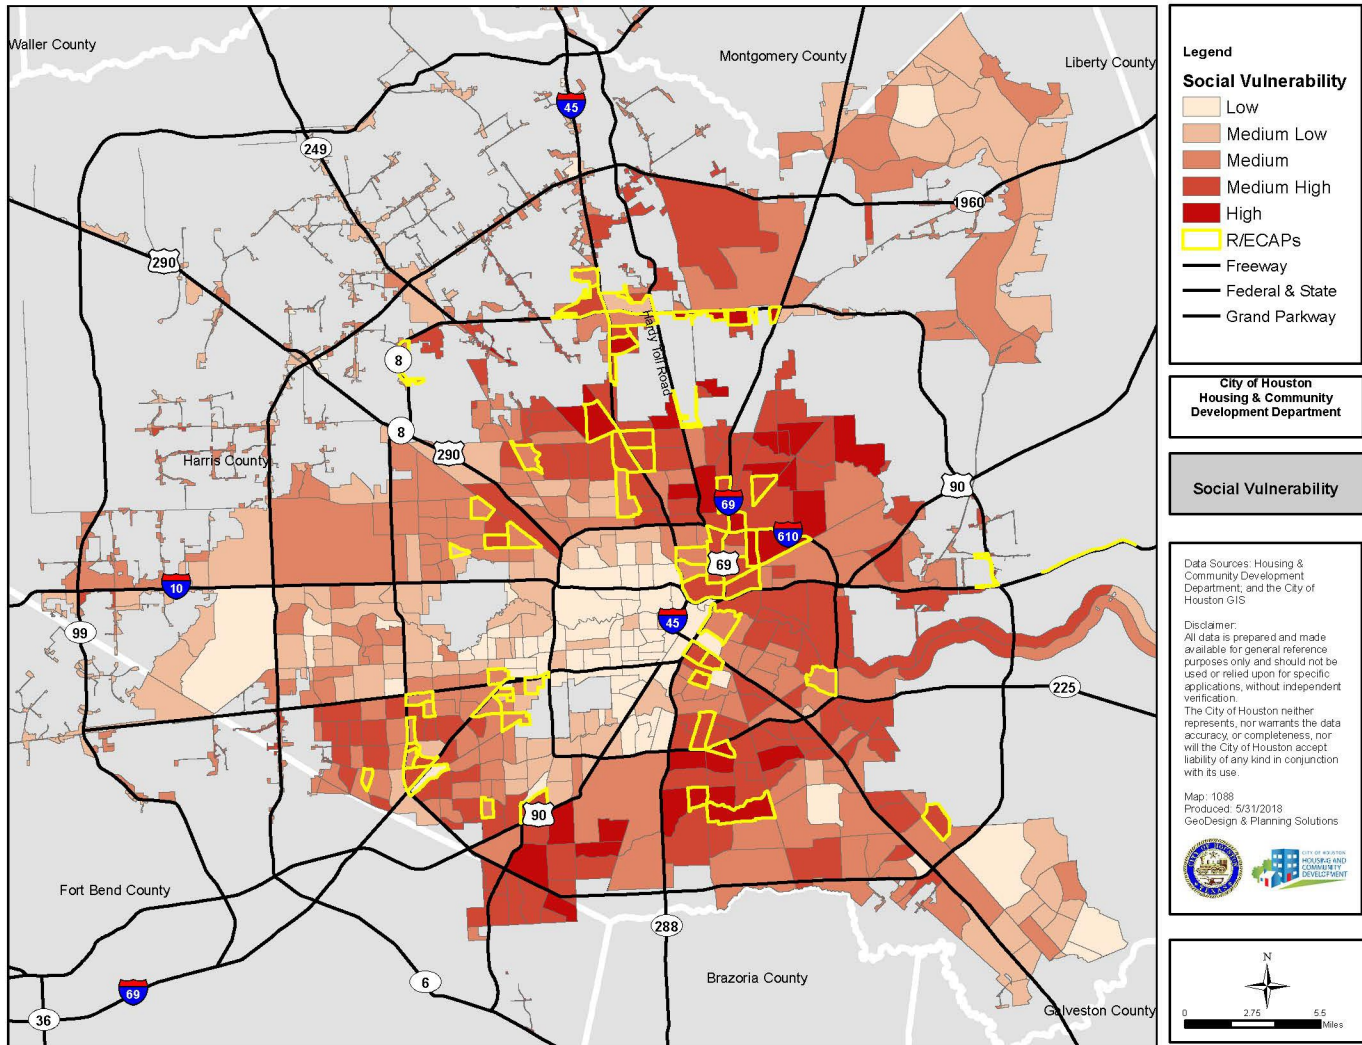 Waller County
Montgomery County
Liberty County
45
249
1960
290
Hardy Toll Road
8
8
290
Harris County
90
69
610
69
10
45
99
225
90
Fort Bend County
288
Brazoria County
6
69
36
Galveston County
Legend
Social Vulnerability
Low
Medium Low
Medium
Medium High
High
R/ECAPs
Freeway
Federal & State
Grand Parkway
City of Houston
Housing & Community
Development Department
Social Vulnerability
Data Sources: Housing &
Community Development
Department; and the City of
Houston GIS
Disclaimer:
All data is prepared and made
available for general reference
purposes only and should not be
used or relied upon for specific
applications, without independent
verification.
The City of Houston neither
represents, nor warrants the data
accuracy, or completeness, nor
will the City of Houston accept
liability of any kind in conjunction
with its use.
Map: 1088
Produced: 5/31/2018
GeoDesign & Planning Solutions
CITY OF HOUSTON
HOUSING AND
COMMUNITY
DEVELOPMENT
N
0 2.75 5.5
Miles